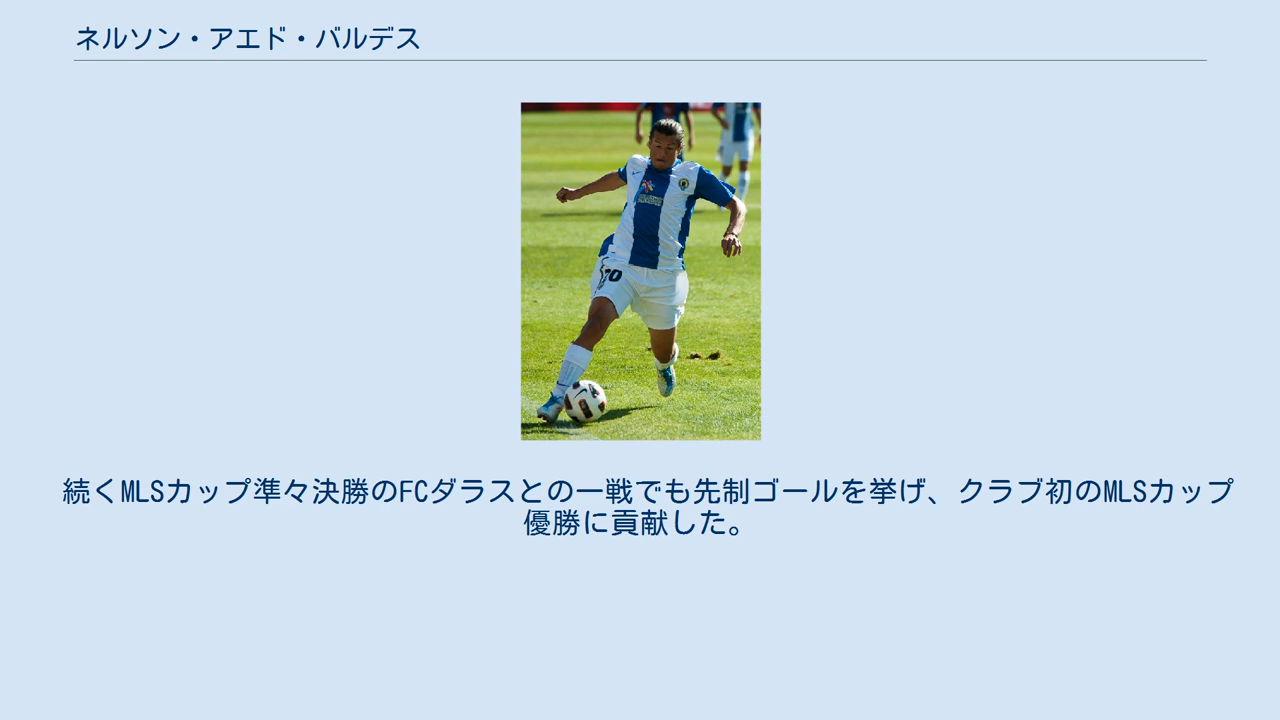 ネルソン・アエド・バルデス
続くMLSカップ準々決勝のFCダラスとの一戦でも先制ゴールを挙げ、クラブ初のMLSカップ
優勝に貢献した。